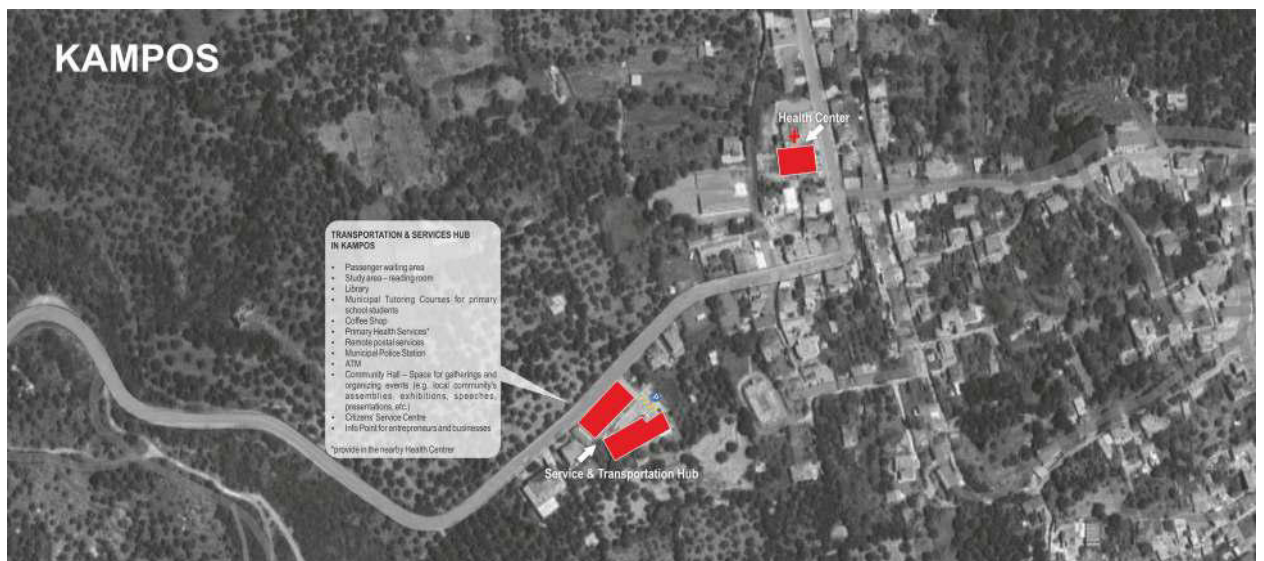 KAMPOS
Health Center
TRANSPORTATION & SERVICES HUB
IN KAMPOS
• Passenger waiting area
• Study area – reading room
• Library
• Municipal Tutoring Courses for primary
school students
• Coffee Shop
• Primary Health Services*
• Remote postal services
• Municipal Police Station
• ATM
• Community Hall – Space for gatherings and
organizing events (e.g. local community's
assemblies, exhibitions, speeches,
presentations, etc.)
• Citizens' Service Centre
• Info Point for entrepreneurs and businesses
*provide in the nearby Health Centrer
Service & Transportation Hub